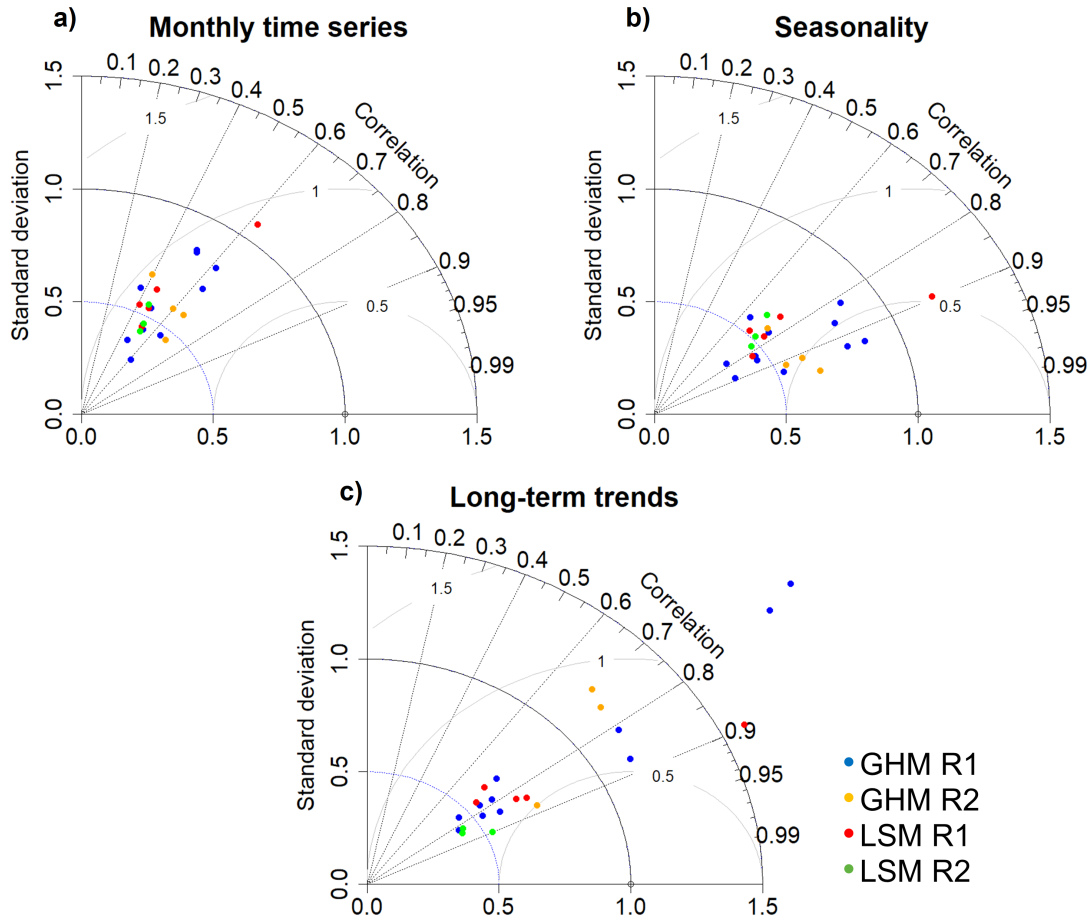 a) Monthly time series
Standard deviation
1.5
1.0
0.5
0.0
0.0 0.5 1.0 1.5
0.1 0.2 0.3 0.4 0.5 0.6 0.7 0.8 0.9 0.95 0.99
Correlation
1.5
1
0.5
b) Seasonality
Standard deviation
1.5
1.0
0.5
0.0
0.0 0.5 1.0 1.5
0.1 0.2 0.3 0.4 0.5 0.6 0.7 0.8 0.9 0.95 0.99
Correlation
1.5
1
0.5
c) Long-term trends
Standard deviation
1.5
1.0
0.5
0.0
0.0 0.5 1.0 1.5
0.1 0.2 0.3 0.4 0.5 0.6 0.7 0.8 0.9 0.95 0.99
Correlation
1.5
1
0.5
GHM R1
GHM R2
LSM R1
LSM R2